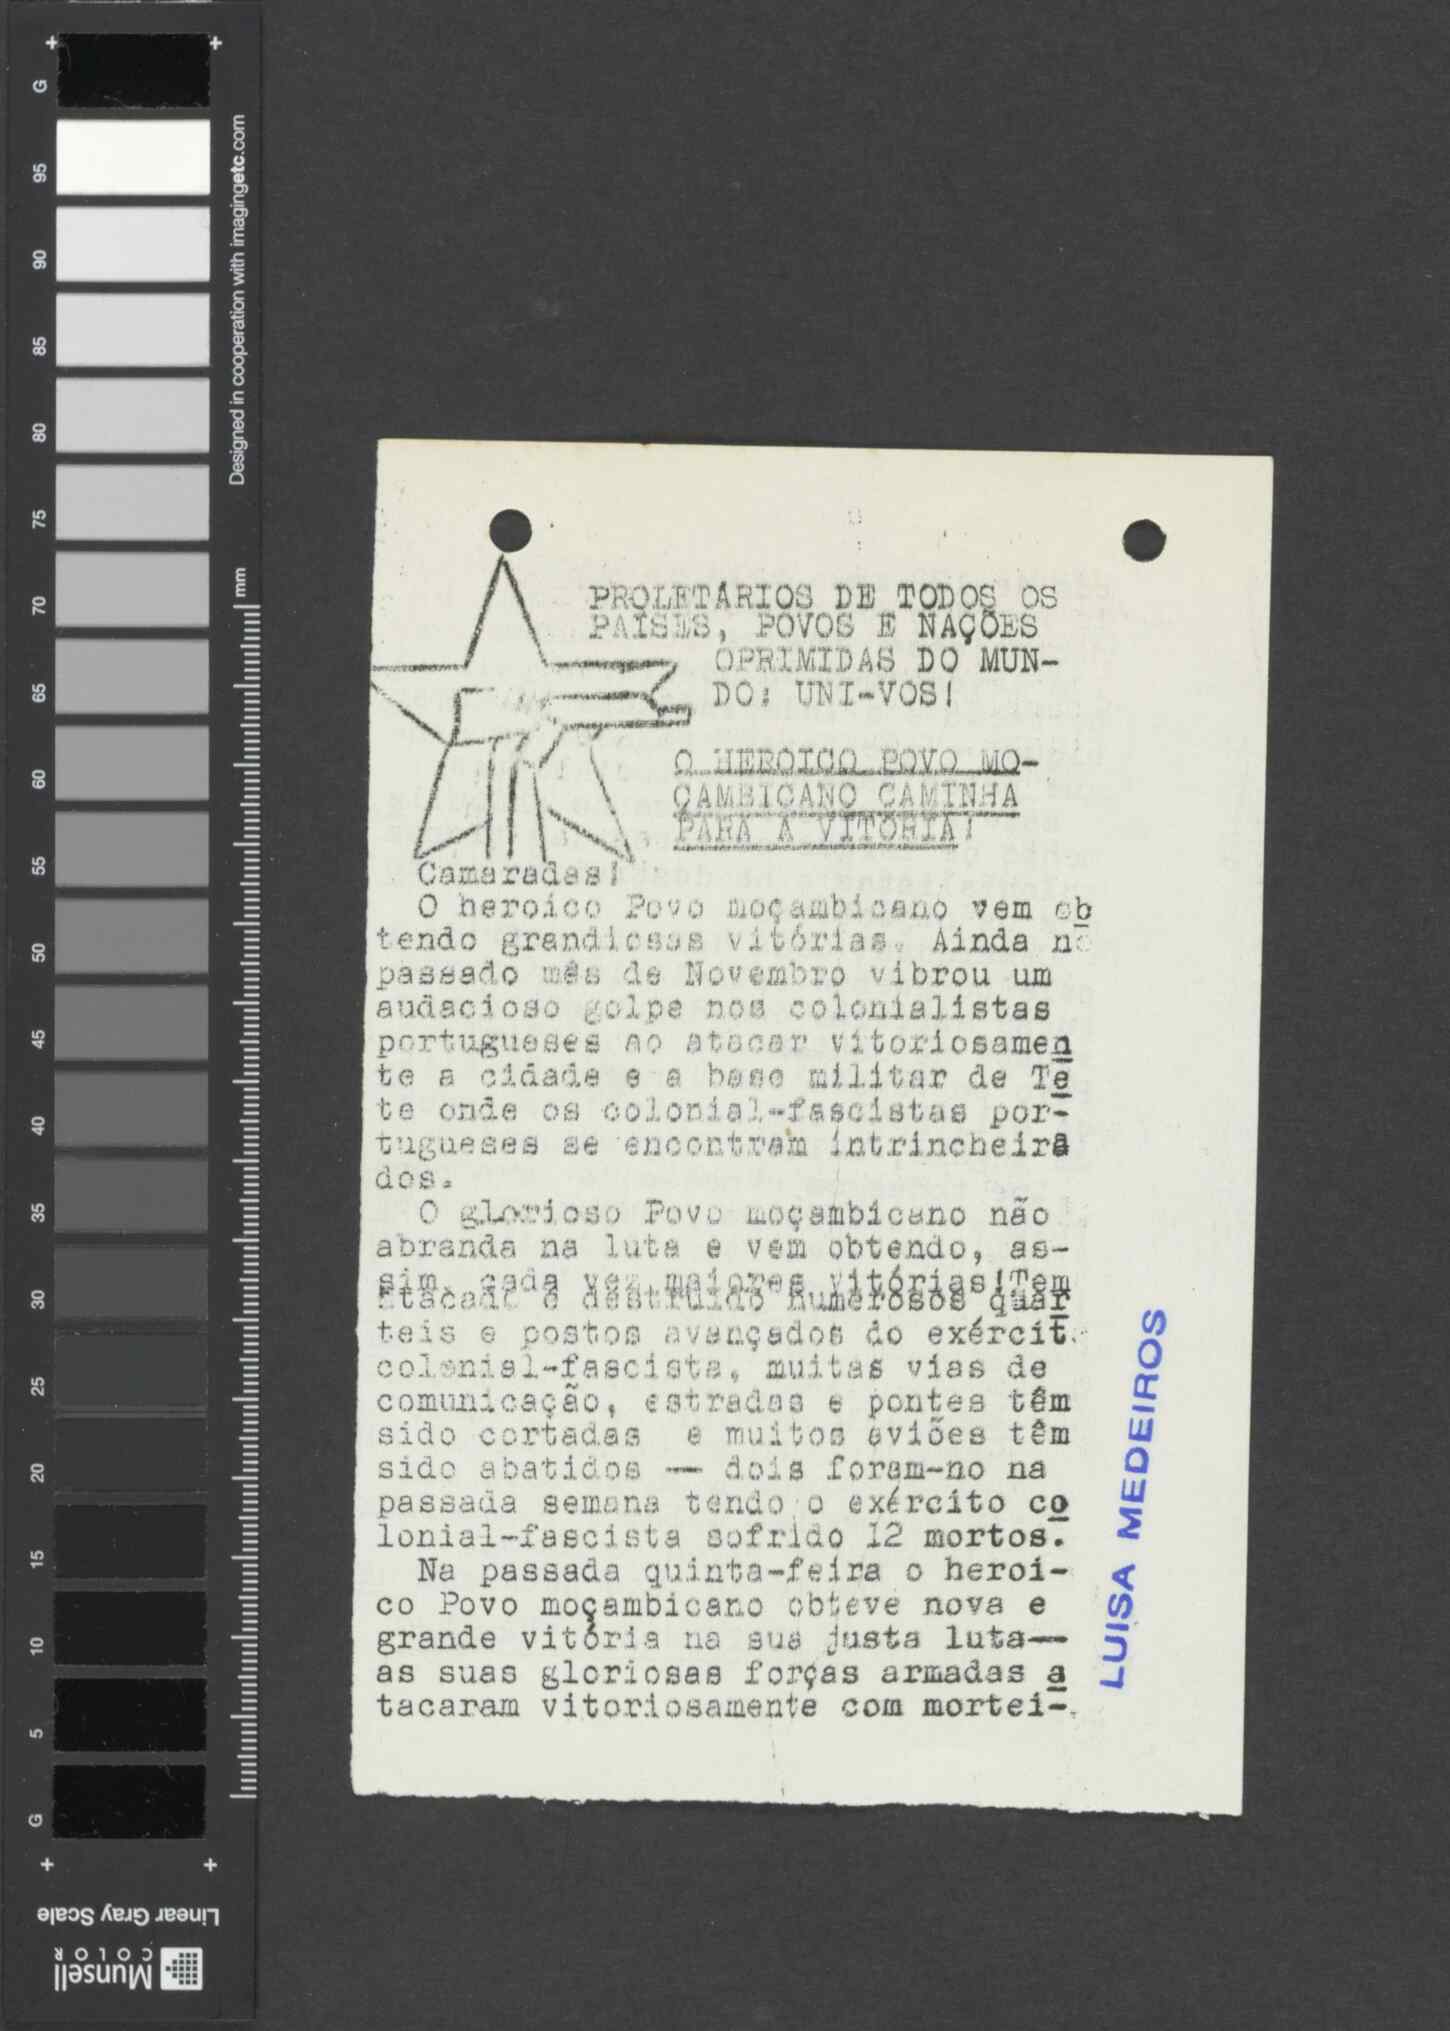 PROLETÁRIOS DE TODOS OS
PAISES, POVOS E NAÇÕES
OPRIMIDAS DO MUN-
DO: UNI-VOS!
O HEROICO POVO MO-
ÇAMBICANO CAMINHA
PARA A VITÓRIA!
Camaradas!
O heroico Povo moçambicano vem ob
tendo grandiosas vitórias. Ainda no
passado mês de Novembro vibrou um
audacioso golpe nos colonialistas
portugueses ao atacar vitoriosamen
te a cidade e a base militar de Te
te onde os colonial-fascistas por-
tugueses se encontram intrincheira
dos.
O glorioso Povo moçambicano não
abranda na luta e vem obtendo, as-
sim, cada vez maiores vitórias!Tem
atacado e destruido numerosos quar
teis e postos avançados do exércit
colonial-fascista, muitas vias de
comunicação, estradas e pontes têm
sido cortadas e muitos aviões têm
sido abatidos — dois foram-no na
passada semana tendo o exército co
lonial-fascista sofrido 12 mortos.
Na passada quinta-feira o heroi-
co Povo moçambicano obteve nova e
grande vitória na sua justa luta—
as suas gloriosas forças armadas a
tacaram vitoriosamente com mortei-
LUISA MEDEIROS
G
95
90
85
80
75
70
65
60
55
50
45
40
35
30
25
20
15
10
5
G
Designed in cooperation with imagingetc.com
mm
Linear Gray Scale
Munsell
COLOR